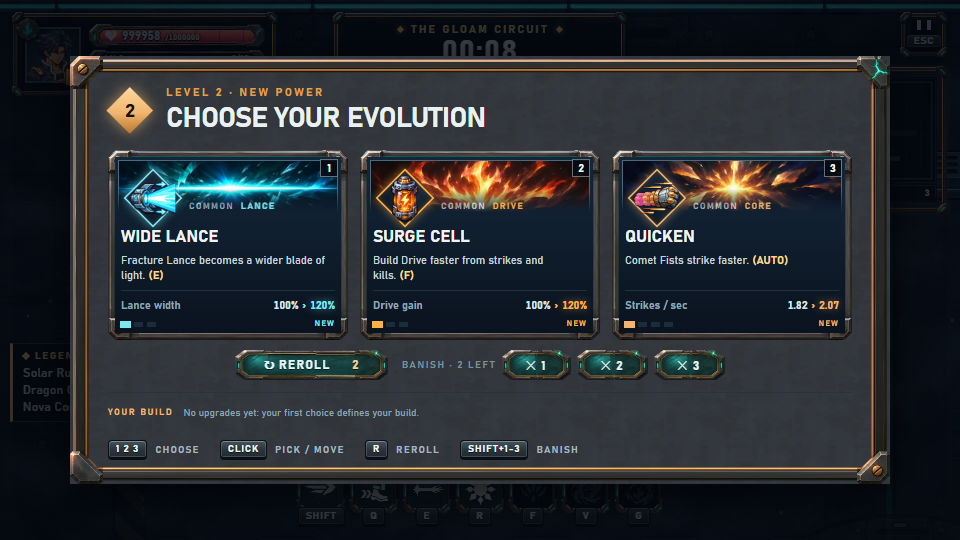 999958 /1000000
◆ THE GLOAM CIRCUIT ◆
00:08
ESC
2
LEVEL 2 · NEW POWER
CHOOSE YOUR EVOLUTION
1
COMMON LANCE
WIDE LANCE
Fracture Lance becomes a wider blade of
light. (E)
Lance width 100% › 120%
NEW
2
COMMON DRIVE
SURGE CELL
Build Drive faster from strikes and
kills. (F)
Drive gain 100% › 120%
NEW
3
COMMON CORE
QUICKEN
Comet Fists strike faster. (AUTO)
Strikes / sec 1.82 › 2.07
NEW
3
↻ REROLL 2
BANISH · 2 LEFT
× 1
× 2
× 3
◆ LEGEN
Solar Ru
Dragon
Nova Co
YOUR BUILD No upgrades yet: your first choice defines your build.
1 2 3 CHOOSE
CLICK PICK / MOVE
R REROLL
SHIFT+1-3 BANISH
SHIFT
Q
E
R
F
V
G